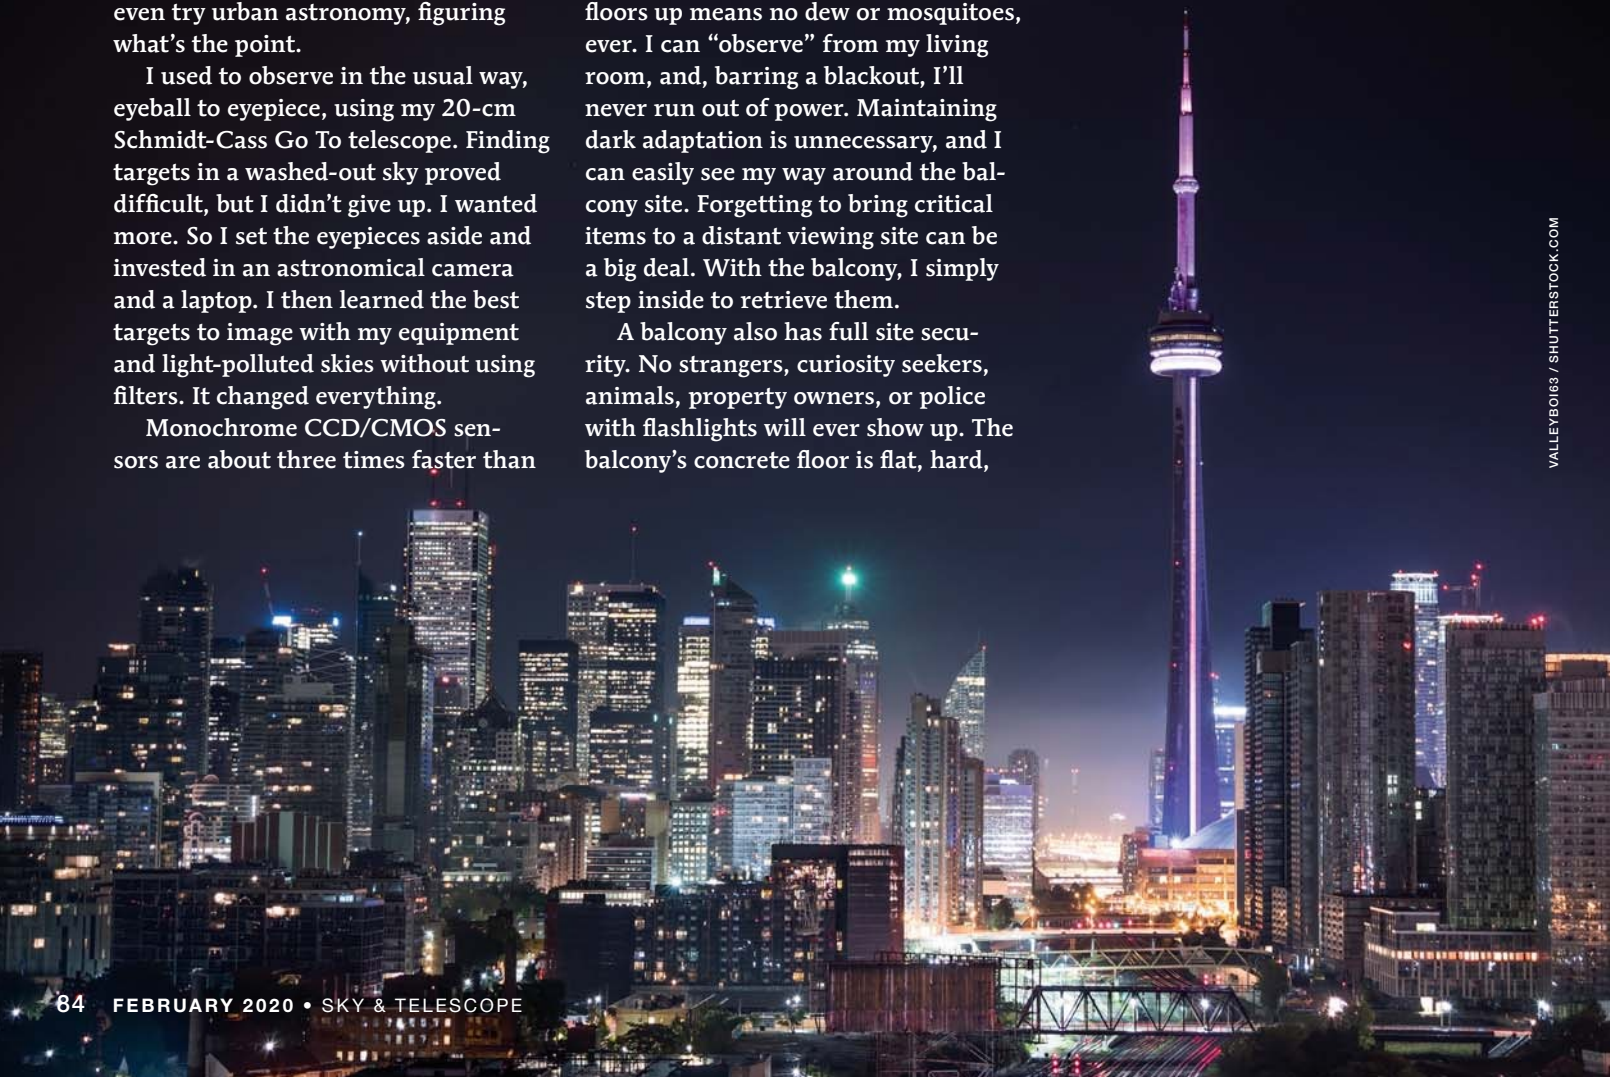 even try urban astronomy, figuring
what’s the point.
I used to observe in the usual way,
eyeball to eyepiece, using my 20-cm
Schmidt-Cass Go To telescope. Finding
targets in a washed-out sky proved
difficult, but I didn’t give up. I wanted
more. So I set the eyepieces aside and
invested in an astronomical camera
and a laptop. I then learned the best
targets to image with my equipment
and light-polluted skies without using
filters. It changed everything.
Monochrome CCD/CMOS sen-
sors are about three times faster than
floors up means no dew or mosquitoes,
ever. I can “observe” from my living
room, and, barring a blackout, I’ll
never run out of power. Maintaining
dark adaptation is unnecessary, and I
can easily see my way around the bal-
cony site. Forgetting to bring critical
items to a distant viewing site can be
a big deal. With the balcony, I simply
step inside to retrieve them.
A balcony also has full site secu-
rity. No strangers, curiosity seekers,
animals, property owners, or police
with flashlights will ever show up. The
balcony’s concrete floor is flat, hard,
VALLEYBOI63 / SHUTTERSTOCK.COM
84 FEBRUARY 2020 • SKY & TELESCOPE